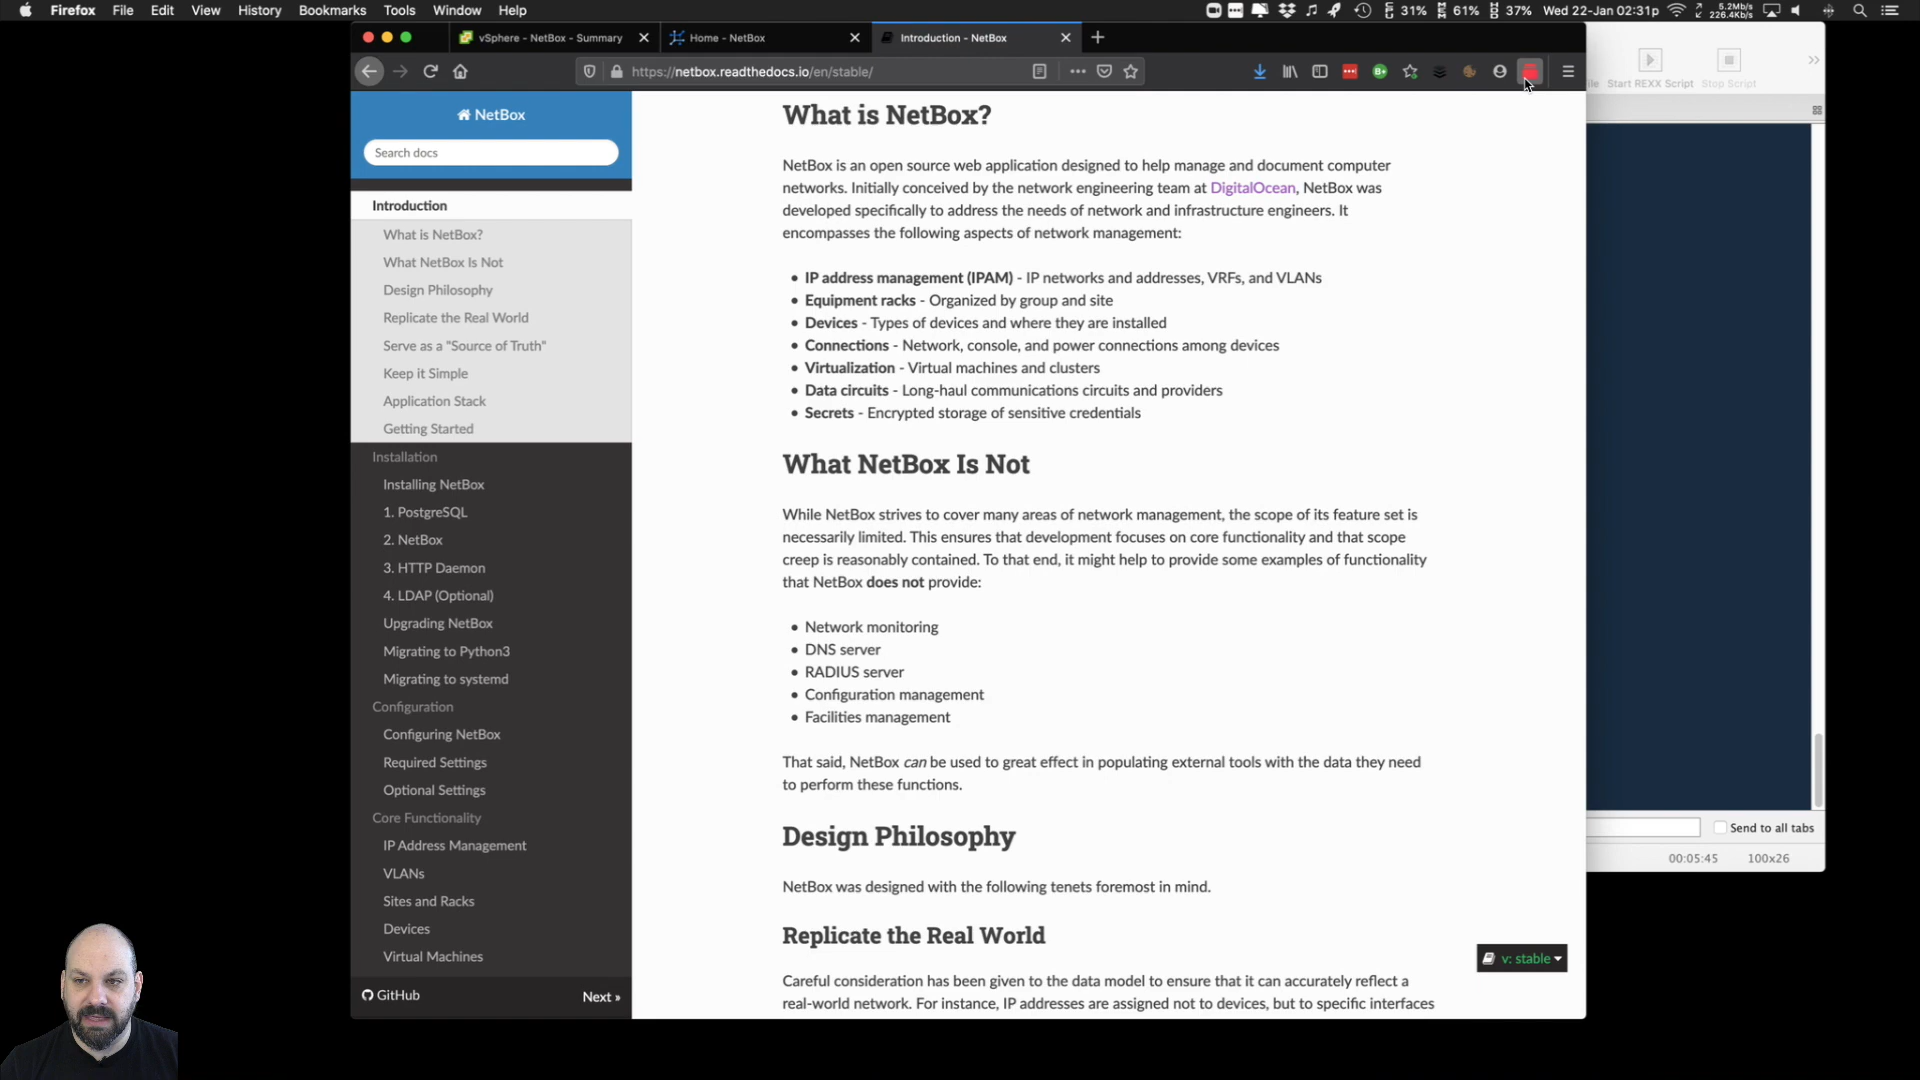 Firefox File Edit View History Bookmarks Tools Window Help
31% 61% 37% Wed 22-Jan 02:31p 5.2Mb/s
226.4Kb/s
vSphere - NetBox - Summary
Home - NetBox
Introduction - NetBox
https://netbox.readthedocs.io/en/stable/
Start REXX Script
Stop Script
NetBox
Search docs
Introduction
What is NetBox?
What NetBox Is Not
Design Philosophy
Replicate the Real World
Serve as a "Source of Truth"
Keep it Simple
Application Stack
Getting Started
Installation
Installing NetBox
1. PostgreSQL
2. NetBox
3. HTTP Daemon
4. LDAP (Optional)
Upgrading NetBox
Migrating to Python3
Migrating to systemd
Configuration
Configuring NetBox
Required Settings
Optional Settings
Core Functionality
IP Address Management
VLANs
Sites and Racks
Devices
Virtual Machines
GitHub
Next »
What is NetBox?
NetBox is an open source web application designed to help manage and document computer
networks. Initially conceived by the network engineering team at DigitalOcean, NetBox was
developed specifically to address the needs of network and infrastructure engineers. It
encompasses the following aspects of network management:
• IP address management (IPAM) - IP networks and addresses, VRFs, and VLANs
• Equipment racks - Organized by group and site
• Devices - Types of devices and where they are installed
• Connections - Network, console, and power connections among devices
• Virtualization - Virtual machines and clusters
• Data circuits - Long-haul communications circuits and providers
• Secrets - Encrypted storage of sensitive credentials
What NetBox Is Not
While NetBox strives to cover many areas of network management, the scope of its feature set is
necessarily limited. This ensures that development focuses on core functionality and that scope
creep is reasonably contained. To that end, it might help to provide some examples of functionality
that NetBox does not provide:
• Network monitoring
• DNS server
• RADIUS server
• Configuration management
• Facilities management
That said, NetBox can be used to great effect in populating external tools with the data they need
to perform these functions.
Design Philosophy
NetBox was designed with the following tenets foremost in mind.
Replicate the Real World
Careful consideration has been given to the data model to ensure that it can accurately reflect a
real-world network. For instance, IP addresses are assigned not to devices, but to specific interfaces
v: stable
Send to all tabs
00:05:45 100x26